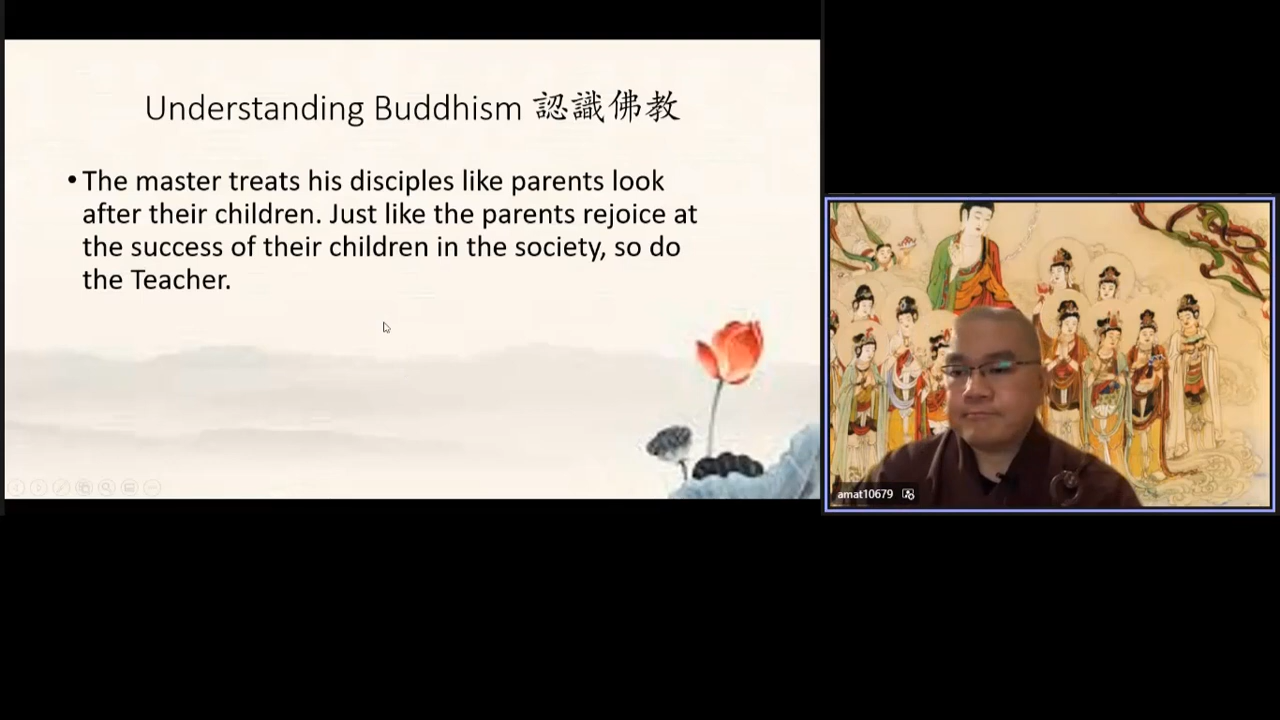 Understanding Buddhism 認識佛教
• The master treats his disciples like parents look
after their children. Just like the parents rejoice at
the success of their children in the society, so do
the Teacher.
amat10679